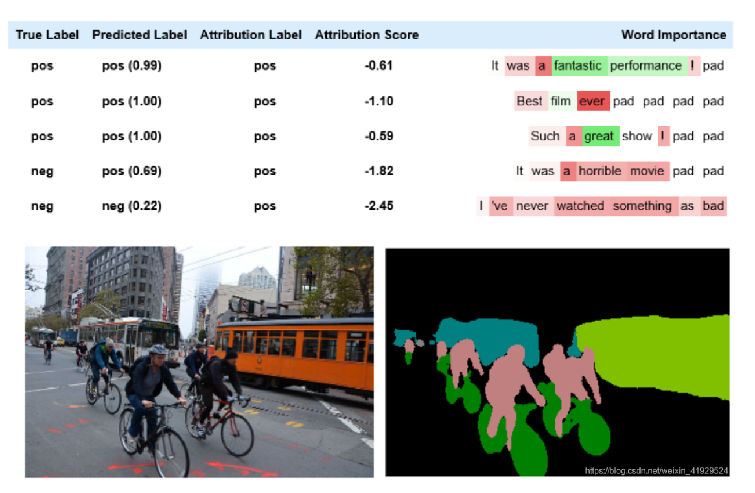 True Label Predicted Label Attribution Label Attribution Score Word Importance
pos pos (0.99) pos -0.61 It was a fantastic performance ! pad
pos pos (1.00) pos -1.10 Best film ever pad pad pad pad
pos pos (1.00) pos -0.59 Such a great show ! pad pad
neg pos (0.69) pos -1.82 It was a horrible movie pad pad
neg neg (0.22) pos -2.45 I 've never watched something as bad
https://blog.csdn.net/weixin_41929524